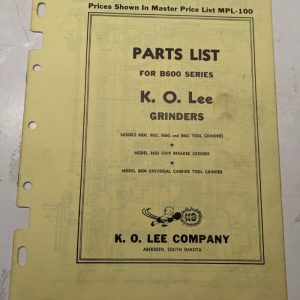 Prices Shown In Master Price List MPL-100
PARTS LIST
FOR B600 SERIES
K. O. Lee
GRINDERS
MODELS B600, B602, B660, and B662 TOOL GRINDERS
MODEL B650 CHIP BREAKER GRINDER
MODEL B604 UNIVERSAL CARBIDE TOOL GRINDER
K. O. LEE COMPANY
ABERDEEN, SOUTH DAKOTA